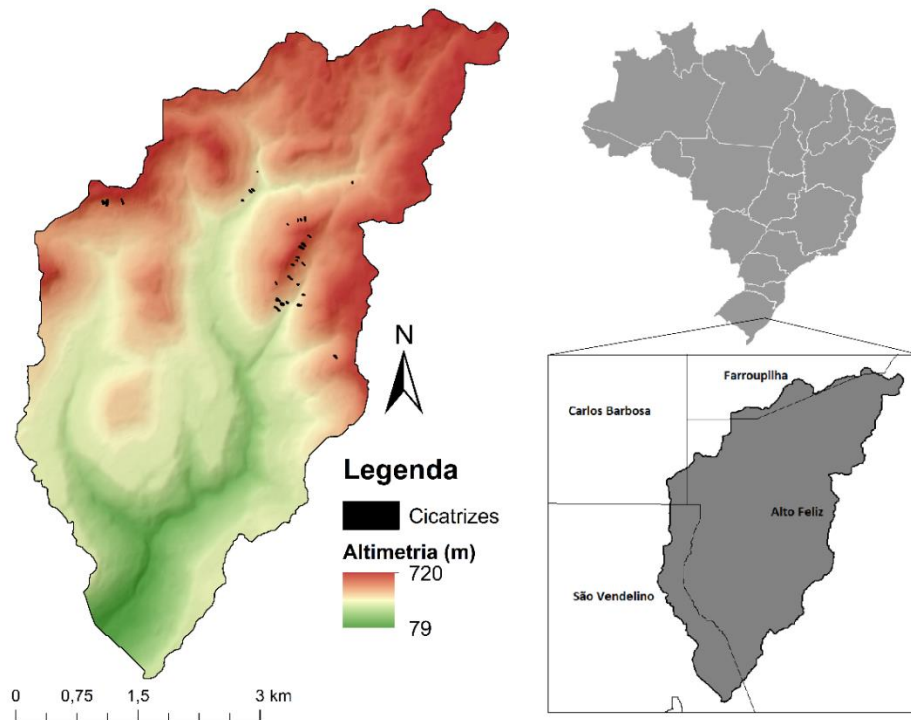 N
Legenda
Cicatrizes
Altimetria (m)
720
79
0 0,75 1,5 3 km
Farroupilha
Carlos Barbosa
Alto Feliz
São Vendelino